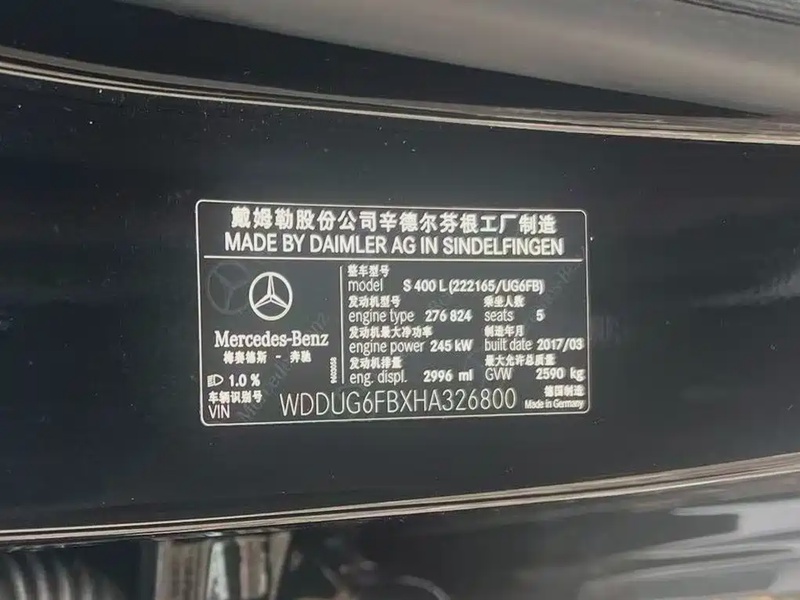 戴姆勒股份公司辛德尔芬根工厂制造
MADE BY DAIMLER AG IN SINDELFINGEN
Mercedes-Benz
梅赛德斯 - 奔驰
1.0 %
整车型号
model S 400 L (222165/UG6FB)
发动机型号 乘坐人数
engine type 276 824 seats 5
发动机最大净功率 制造年月
engine power 245 kW built date 2017/03
发动机排量 最大允许总质量
eng. displ. 2996 ml GVW 2590 kg
车辆识别号 德国制造
VIN WDDUG6FBXHA326800 Made in Germany